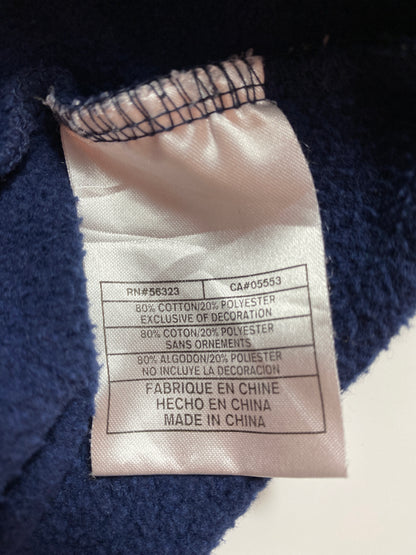 RN#56323 CA#05553
80% COTTON/20% POLYESTER
EXCLUSIVE OF DECORATION
80% COTON/20% POLYESTER
SANS ORNEMENTS
80% ALGODON/20% POLIESTER
NO INCLUYE LA DECORACION
FABRIQUE EN CHINE
HECHO EN CHINA
MADE IN CHINA